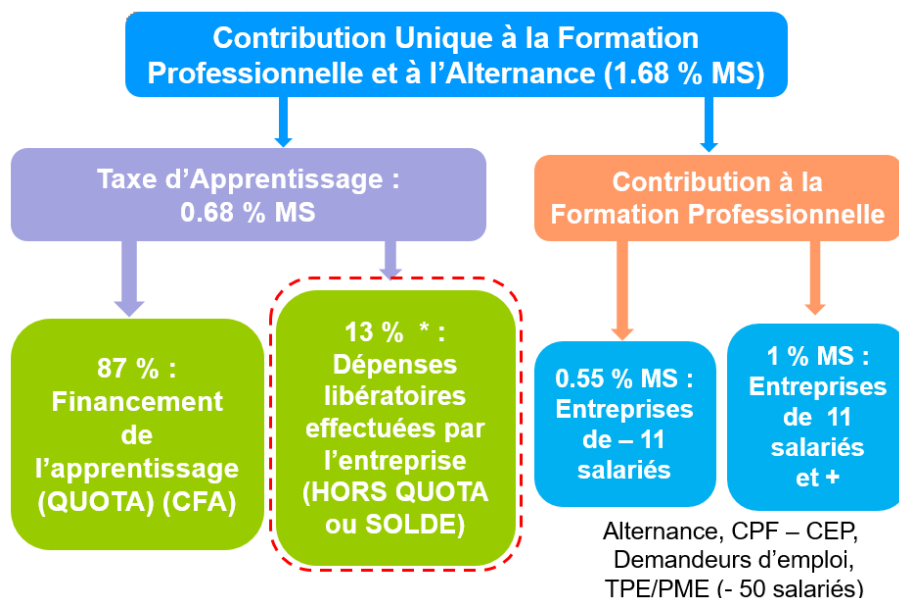 Contribution Unique à la Formation
Professionnelle et à l’Alternance (1.68 % MS)
Taxe d’Apprentissage :
0.68 % MS
Contribution à la
Formation Professionnelle
87 % :
Financement
de
l’apprentissage
(QUOTA) (CFA)
13 % * :
Dépenses
libératoires
effectuées par
l’entreprise
(HORS QUOTA
ou SOLDE)
0.55 % MS :
Entreprises
de – 11
salariés
1 % MS :
Entreprises
de 11
salariés
et +
Alternance, CPF – CEP,
Demandeurs d’emploi,
TPE/PME (- 50 salariés)